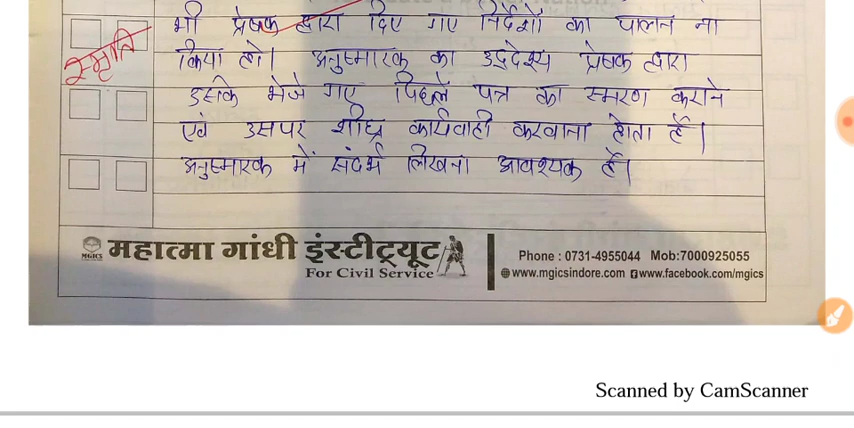 भी प्रेषक द्वारा दिए गए निर्देशों का पालन ना
किया हो। अनुष्मारक का उद्देश्य प्रेषक द्वारा
स्मृति
उसके भेजे गए पिछले पत्र का स्मरण कराने
एवं उसपर शीघ्र कार्यवाही करवाना होता हैं।
अनुष्मारक में संदर्भ लिखना आवश्यक हैं।
MGICS महात्मा गांधी इंस्टीट्रयूट
For Civil Service
Phone : 0731-4955044 Mob:7000925055
www.mgicsindore.com www.facebook.com/mgics
Scanned by CamScanner